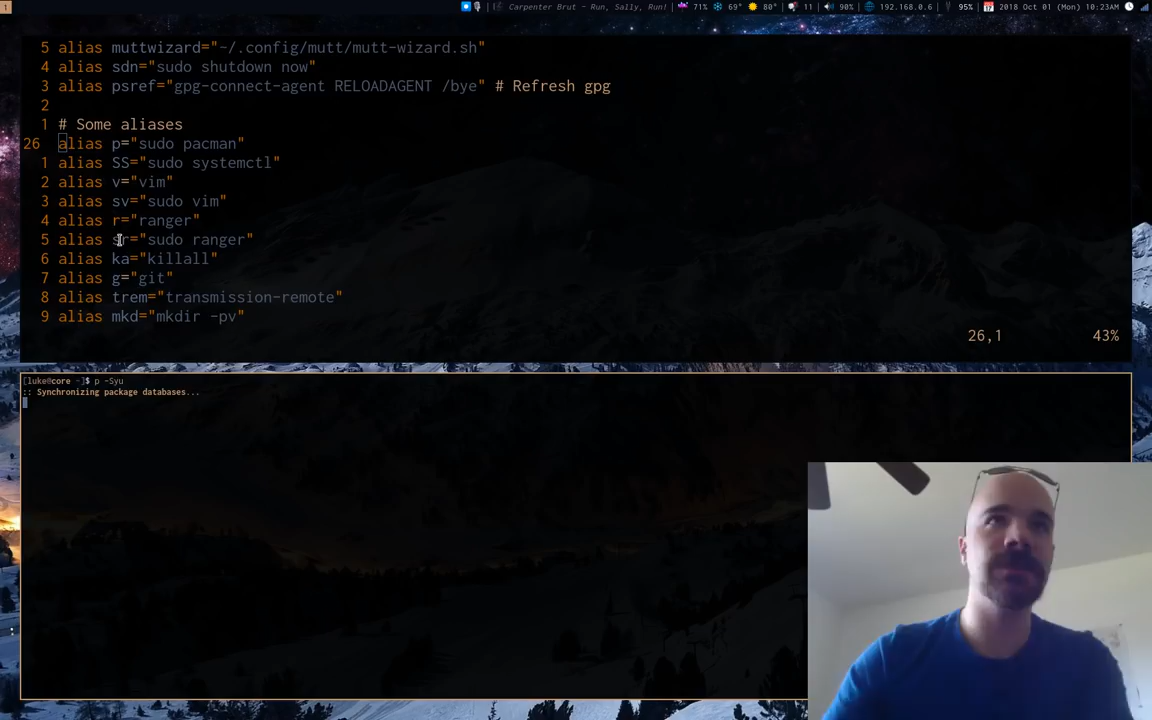 1
Carpenter Brut - Run, Sally, Run! 71% 69° 80° 11 90% 192.168.0.6 95% 2018 Oct 01 (Mon) 10:23AM
5 alias muttwizard="~/.config/mutt/mutt-wizard.sh"
4 alias sdn="sudo shutdown now"
3 alias psref="gpg-connect-agent RELOADAGENT /bye" # Refresh gpg
2
1 # Some aliases
26 alias p="sudo pacman"
1 alias SS="sudo systemctl"
2 alias v="vim"
3 alias sv="sudo vim"
4 alias r="ranger"
5 alias sr="sudo ranger"
6 alias ka="killall"
7 alias g="git"
8 alias trem="transmission-remote"
9 alias mkd="mkdir -pv"
26,1 43%
[luke@core ~]$ p -Syu
:: Synchronizing package databases...